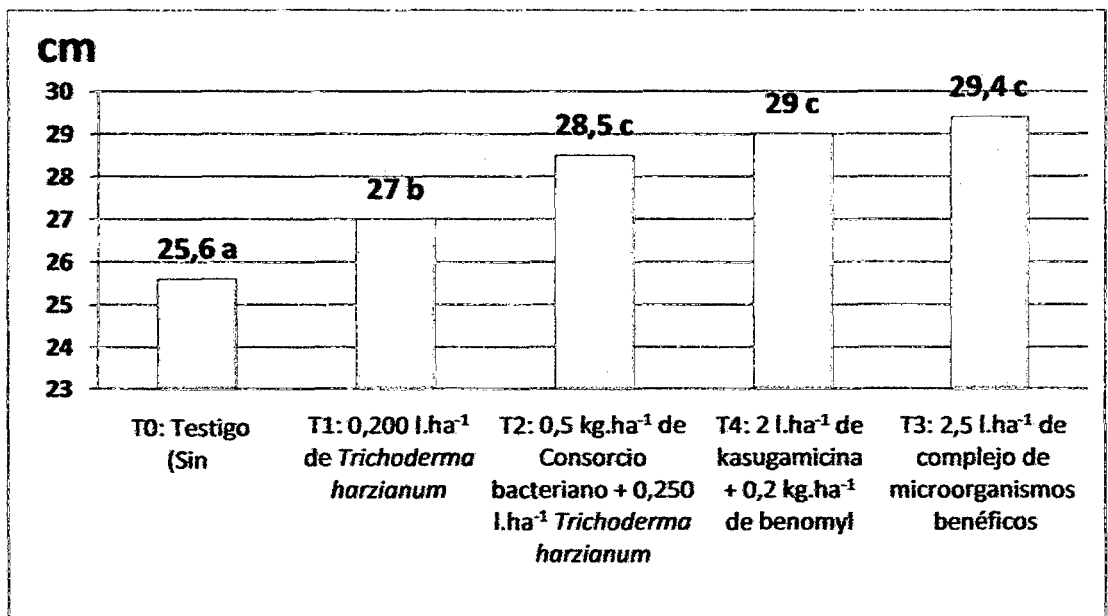 cm
30
29
28
27
26
25
24
23
25,6 a
27 b
28,5 c
29 c
29,4 c
T0: Testigo
(Sin
T1: 0,200 l.ha⁻¹
de Trichoderma
harzianum
T2: 0,5 kg.ha⁻¹ de
Consorcio
bacteriano + 0,250
l.ha⁻¹ Trichoderma
harzianum
T4: 2 l.ha⁻¹ de
kasugamicina
+ 0,2 kg.ha⁻¹
de benomyl
T3: 2,5 l.ha⁻¹ de
complejo de
microorganismos
benéficos